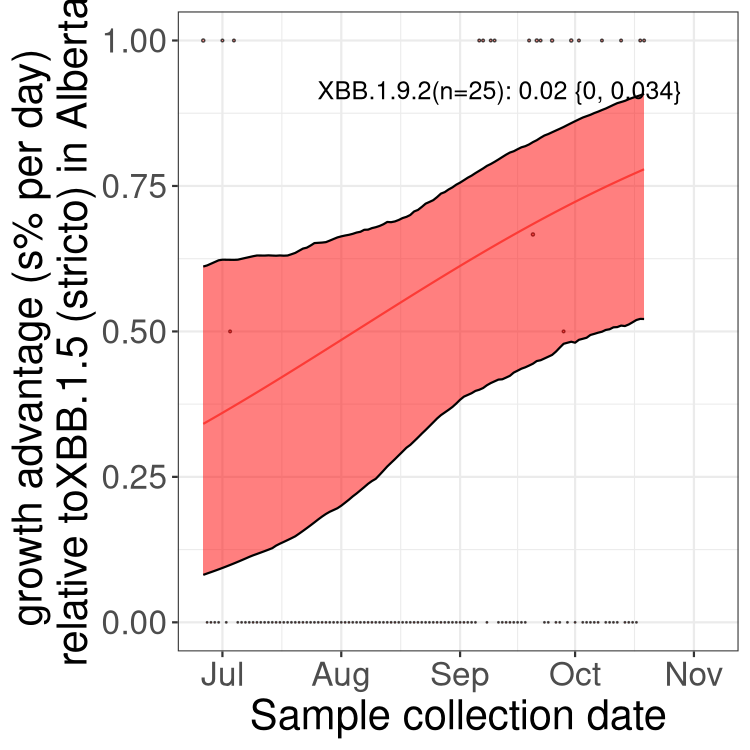 growth advantage (s% per day)
relative toXBB.1.5 (stricto) in Alberta
1.00
XBB.1.9.2(n=25): 0.02 {0, 0.034}
0.75
0.50
0.25
0.00
Jul Aug Sep Oct Nov
Sample collection date